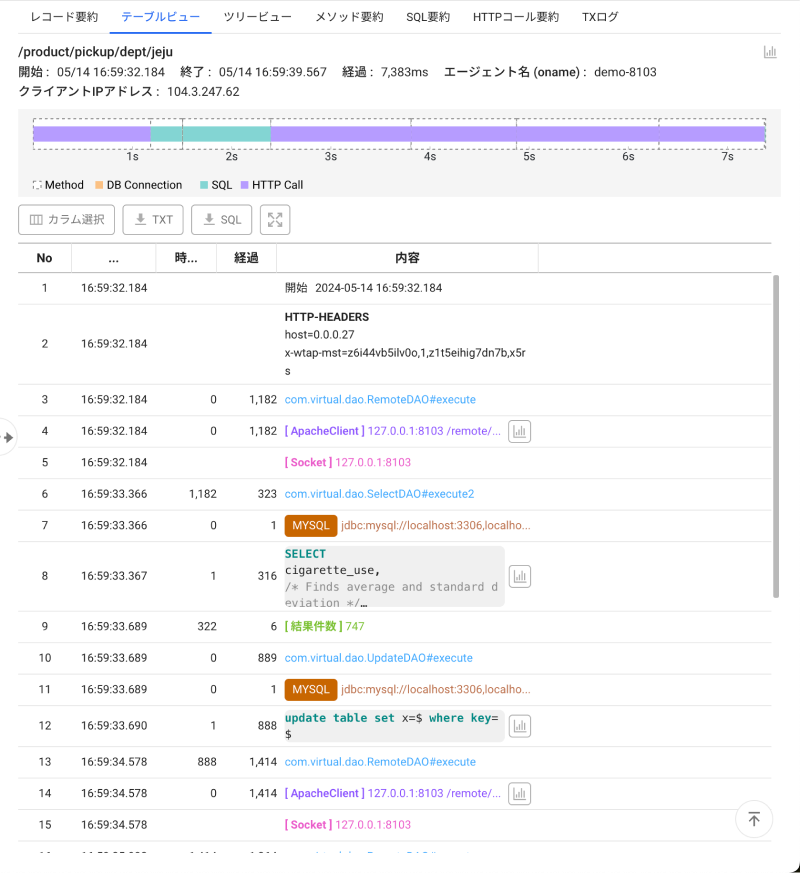 レコード要約 テーブルビュー ツリービュー メソッド要約 SQL要約 HTTPコール要約 TXログ
/product/pickup/dept/jeju
開始 : 05/14 16:59:32.184 終了 : 05/14 16:59:39.567 経過 : 7,383ms エージェント名 (oname) : demo-8103
クライアントIPアドレス : 104.3.247.62
1s 2s 3s 4s 5s 6s 7s
Method DB Connection SQL HTTP Call
カラム選択 TXT SQL
No ... 時... 経過 内容
1 16:59:32.184 開始 2024-05-14 16:59:32.184
HTTP-HEADERS
host=0.0.0.27
2 16:59:32.184
x-wtap-mst=z6i44vb5ilv0o,1,z1t5eihig7dn7b,x5r
s
3 16:59:32.184 0 1,182 com.virtual.dao.RemoteDAO#execute
4 16:59:32.184 0 1,182 [ ApacheClient ] 127.0.0.1:8103 /remote/...
5 16:59:32.184 [ Socket ] 127.0.0.1:8103
6 16:59:33.366 1,182 323 com.virtual.dao.SelectDAO#execute2
7 16:59:33.366 0 1 MYSQL jdbc:mysql://localhost:3306,localho...
SELECT
cigarette_use,
8 16:59:33.367 1 316
/* Finds average and standard d
eviation */…
9 16:59:33.689 322 6 [ 結果件数 ] 747
10 16:59:33.689 0 889 com.virtual.dao.UpdateDAO#execute
11 16:59:33.689 0 1 MYSQL jdbc:mysql://localhost:3306,localho...
12 16:59:33.690 1 888 update table set x=$ where key=
$
13 16:59:34.578 888 1,414 com.virtual.dao.RemoteDAO#execute
14 16:59:34.578 0 1,414 [ ApacheClient ] 127.0.0.1:8103 /remote/...
15 16:59:34.578 [ Socket ] 127.0.0.1:8103